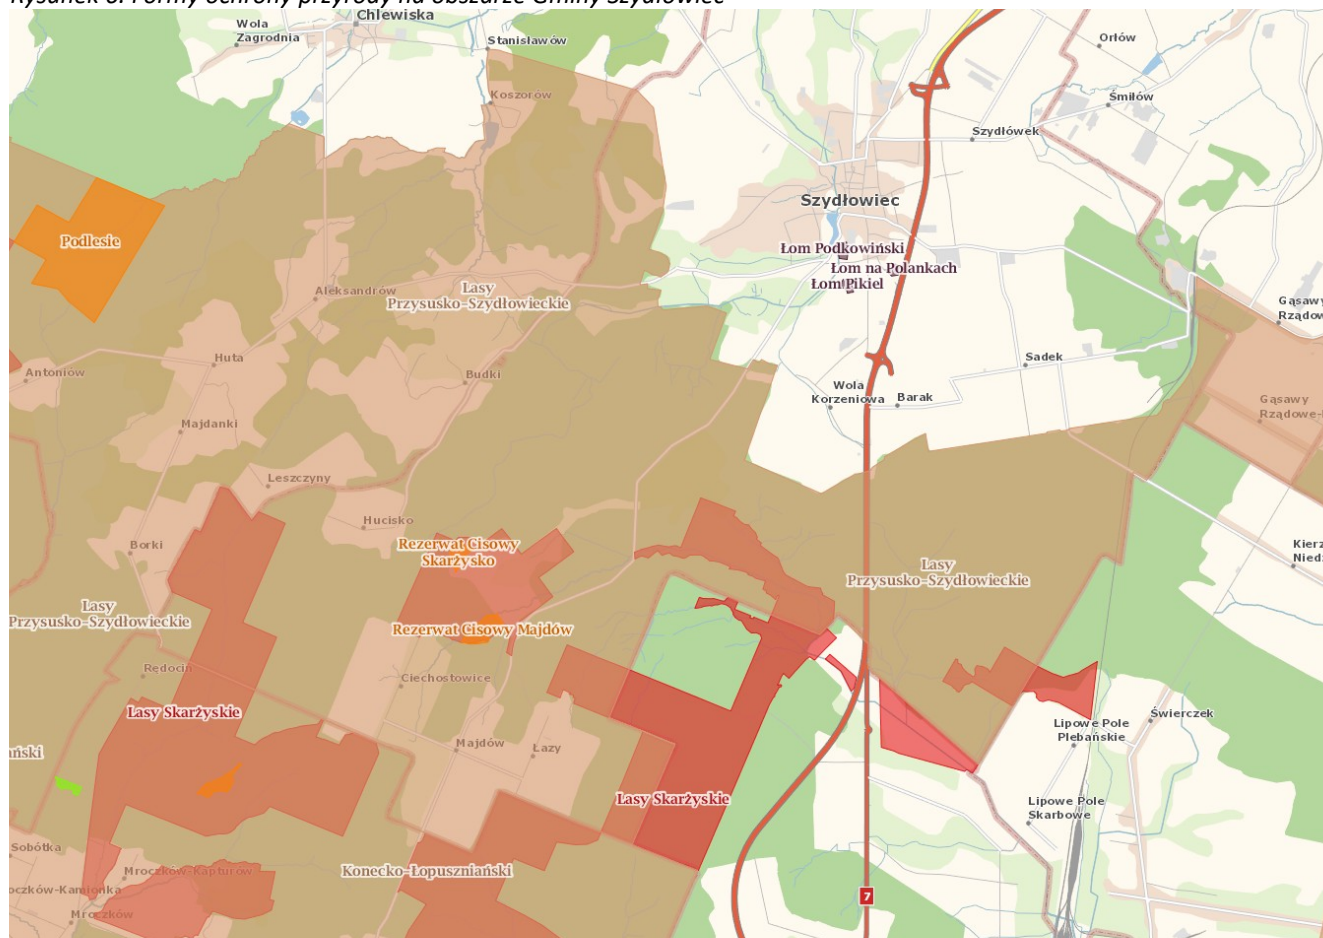 Rysunek 6. Formy ochrony przyrody na obszarze Gminy Szydłowiec
Wola
Zagrodnia
Chlewiska
Stanisławów
Koszorów
Orłów
Śmiłów
Szydłówek
Szydłowiec
Podlesie
Łom Podkowiński
Łom na Polankach
Łom Pikiel
Aleksandrów
Lasy
Przysusko-Szydłowieckie
Gąsawy
Antoniów
Huta
Budki
Sadek
Wola
Korzeniowa
Barak
Gąsawy
Majdanki
Leszczyny
Hucisko
Borki
Rezerwat Cisowy
Skarżysko
Lasy
Przysusko-Szydłowieckie
Lasy
Przysusko-Szydłowieckie
Rezerwat Cisowy Majdów
Rędocin
Ciechostowice
Lasy Skarżyskie
Majdów
Łazy
Lipowe Pole
Plebańskie
Świerczek
Lasy Skarżyskie
Lipowe Pole
Skarbowe
Sobótka
Konecko-Łopuszniański
Mroczków-Kapturów
Mroczków
7